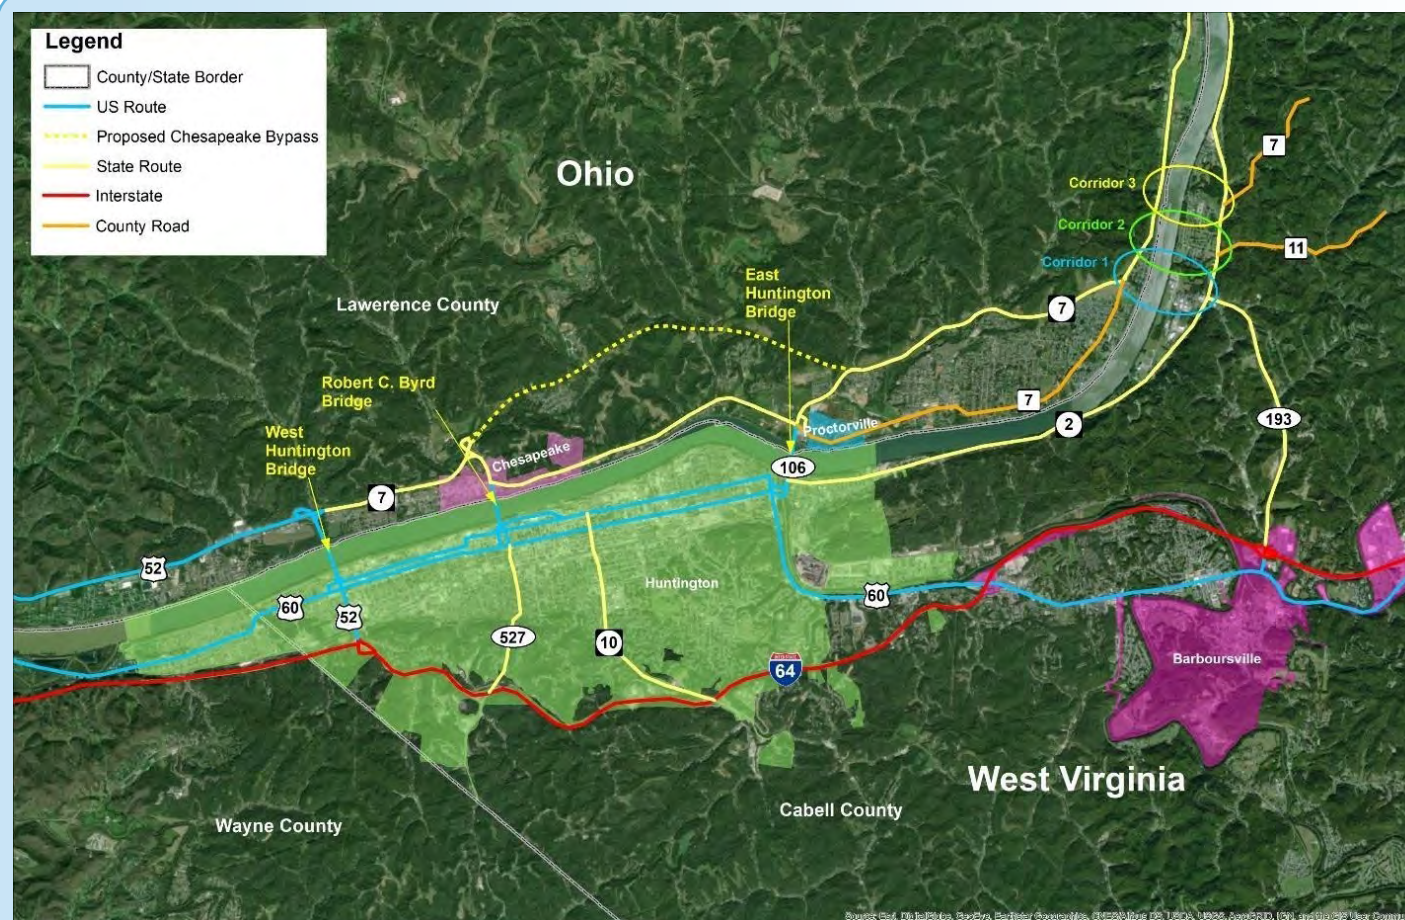 Legend
County/State Border
US Route
Proposed Chesapeake Bypass
State Route
Interstate
County Road
Ohio
7
Corridor 3
Corridor 2
11
Corridor 1
East
Huntington
Bridge
Lawerence County
7
Robert C. Byrd
Bridge
7
2
193
West
Huntington
Bridge
Proctorville
Chesapeake
106
7
52
Huntington
60
60
52
527
10
Barboursville
INTERSTATE
64
West Virginia
Cabell County
Wayne County